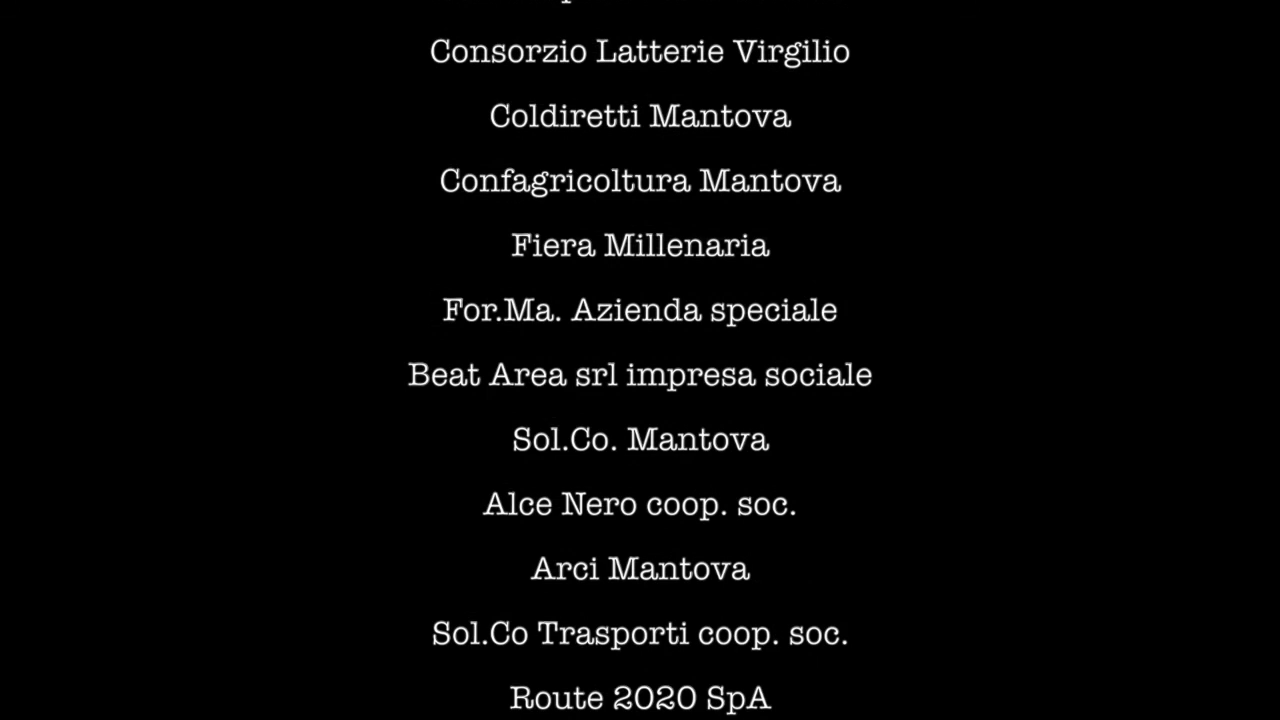 Consorzio Latterie Virgilio
Coldiretti Mantova
Confagricoltura Mantova
Fiera Millenaria
For.Ma. Azienda speciale
Beat Area srl impresa sociale
Sol.Co. Mantova
Alce Nero coop. soc.
Arci Mantova
Sol.Co Trasporti coop. soc.
Route 2020 SpA